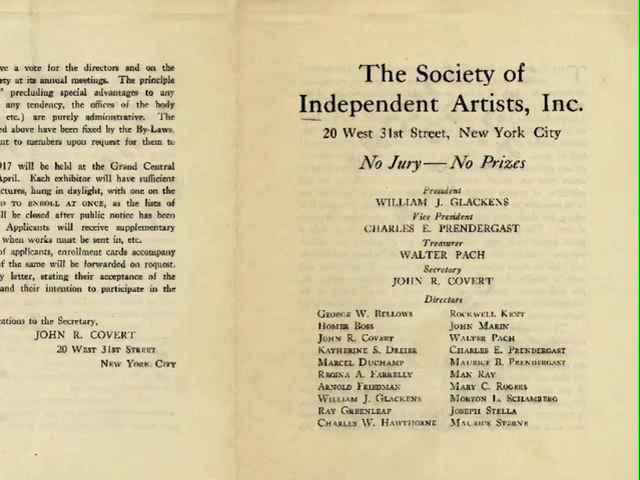 ve a vote for the directors and on the
ety at its annual meetings. The principle
" precluding special advantages to any
any tendency, the offices of the body
etc.) are purely administrative. The
ed above have been fixed by the By-Laws.
nt to members upon request for them to
917 will be held at the Grand Central
April. Each exhibitor will have sufficient
ctures, hung in daylight, with one on the
D TO ENROLL AT ONCE, as the lists of
ll be closed after public notice has been
Applicants will receive supplementary
when works must be sent in, etc.
of applicants, enrollment cards accompany
f the same will be forwarded on request.
y letter, stating their acceptance of the
and their intention to participate in the
cations to the Secretary,
JOHN R. COVERT
20 WEST 31ST STREET
NEW YORK CITY
The Society of
Independent Artists, Inc.
20 West 31st Street, New York City
No Jury—No Prizes
President
WILLIAM J. GLACKENS
Vice President
CHARLES E. PRENDERGAST
Treasurer
WALTER PACH
Secretary
JOHN R. COVERT
Directors
GEORGE W. BELLOWS
HOMER BOSS
JOHN R. COVERT
KATHERINE S. DREIER
MARCEL DUCHAMP
REGINA A. FARRELLY
ARNOLD FRIEDMAN
WILLIAM J. GLACKENS
RAY GREENLEAF
CHARLES W. HAWTHORNE
ROCKWELL KENT
JOHN MARIN
WALTER PACH
CHARLES E. PRENDERGAST
MAURICE B. PRENDERGAST
MAN RAY
MARY C. ROGERS
MORTON L. SCHAMBERG
JOSEPH STELLA
MAURICE STERNE